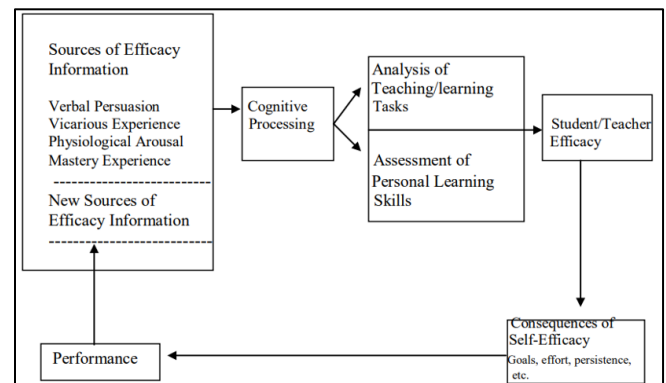 Sources of Efficacy
Information
Verbal Persuasion
Vicarious Experience
Physiological Arousal
Mastery Experience
New Sources of
Efficacy Information
Cognitive
Processing
Analysis of
Teaching/learning
Tasks
Assessment of
Personal Learning
Skills
Student/Teacher
Efficacy
Consequences of
Self-Efficacy
Goals, effort, persistence,
etc.
Performance